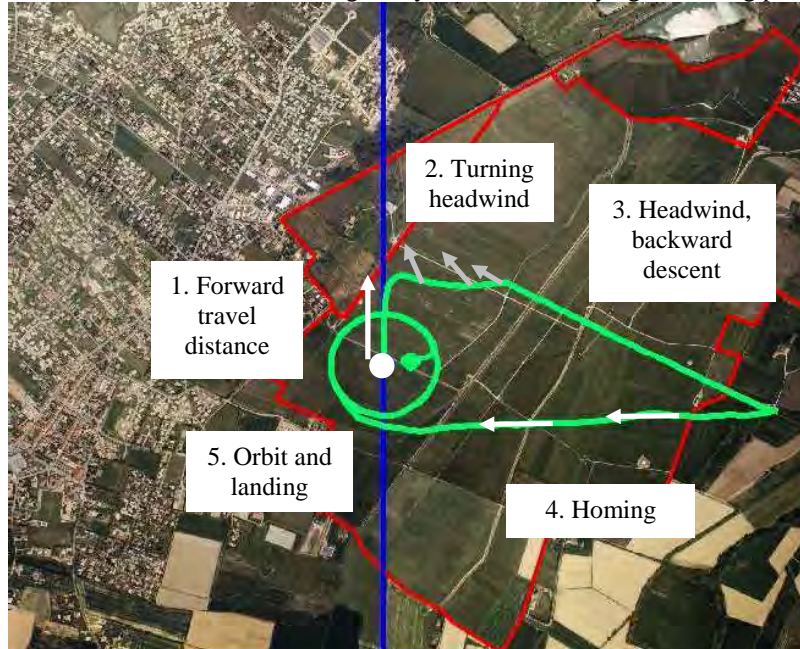 2. Turning
headwind
3. Headwind,
backward
descent
1. Forward
travel
distance
5. Orbit and
landing
4. Homing